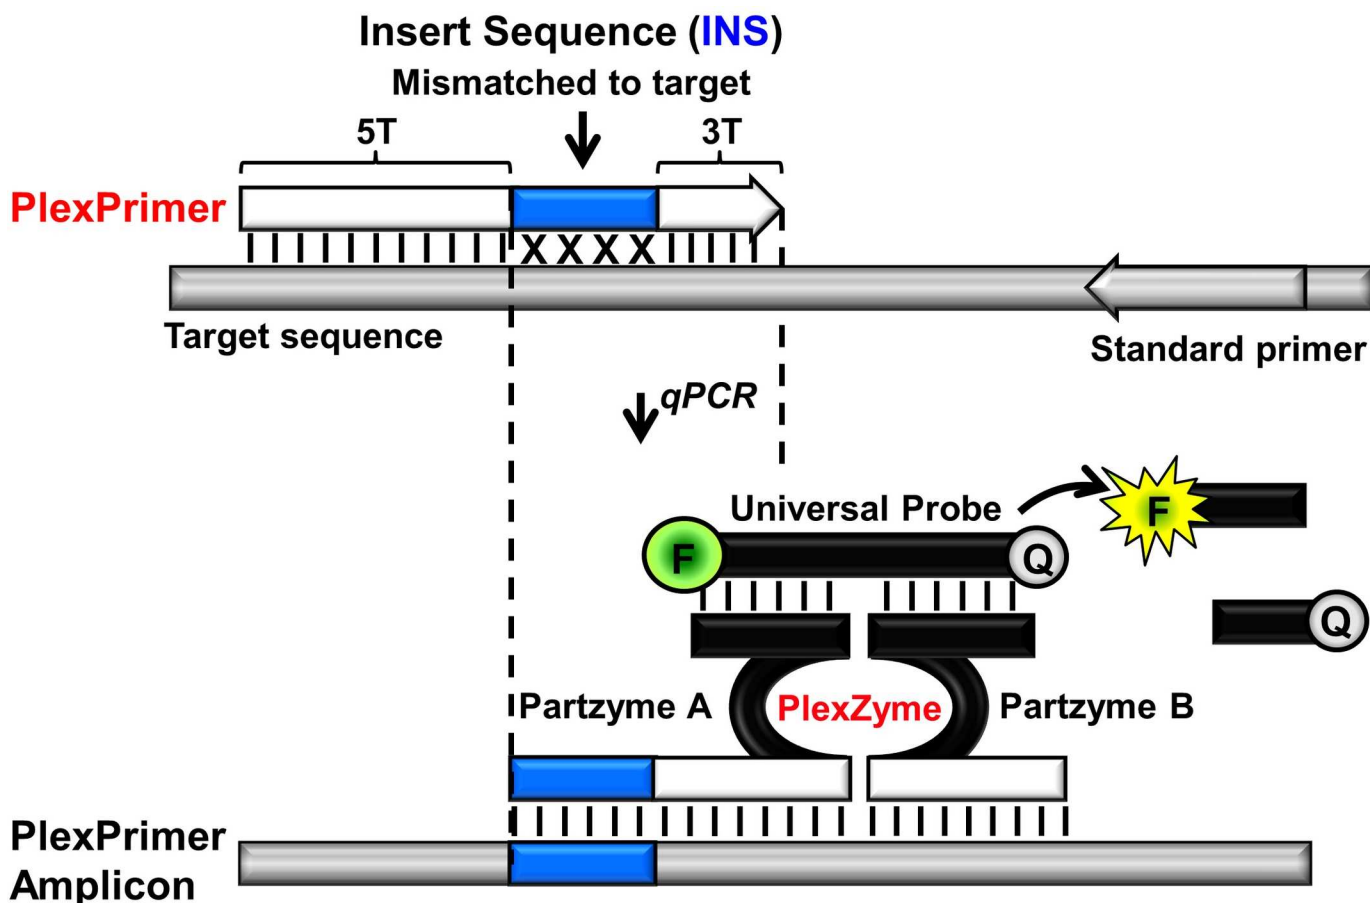 Insert Sequence (INS)
Mismatched to target
5T
3T
PlexPrimer
X X X X
Target sequence
Standard primer
qPCR
Universal Probe
F
F
Q
Q
Partzyme A
PlexZyme
Partzyme B
PlexPrimer
Amplicon